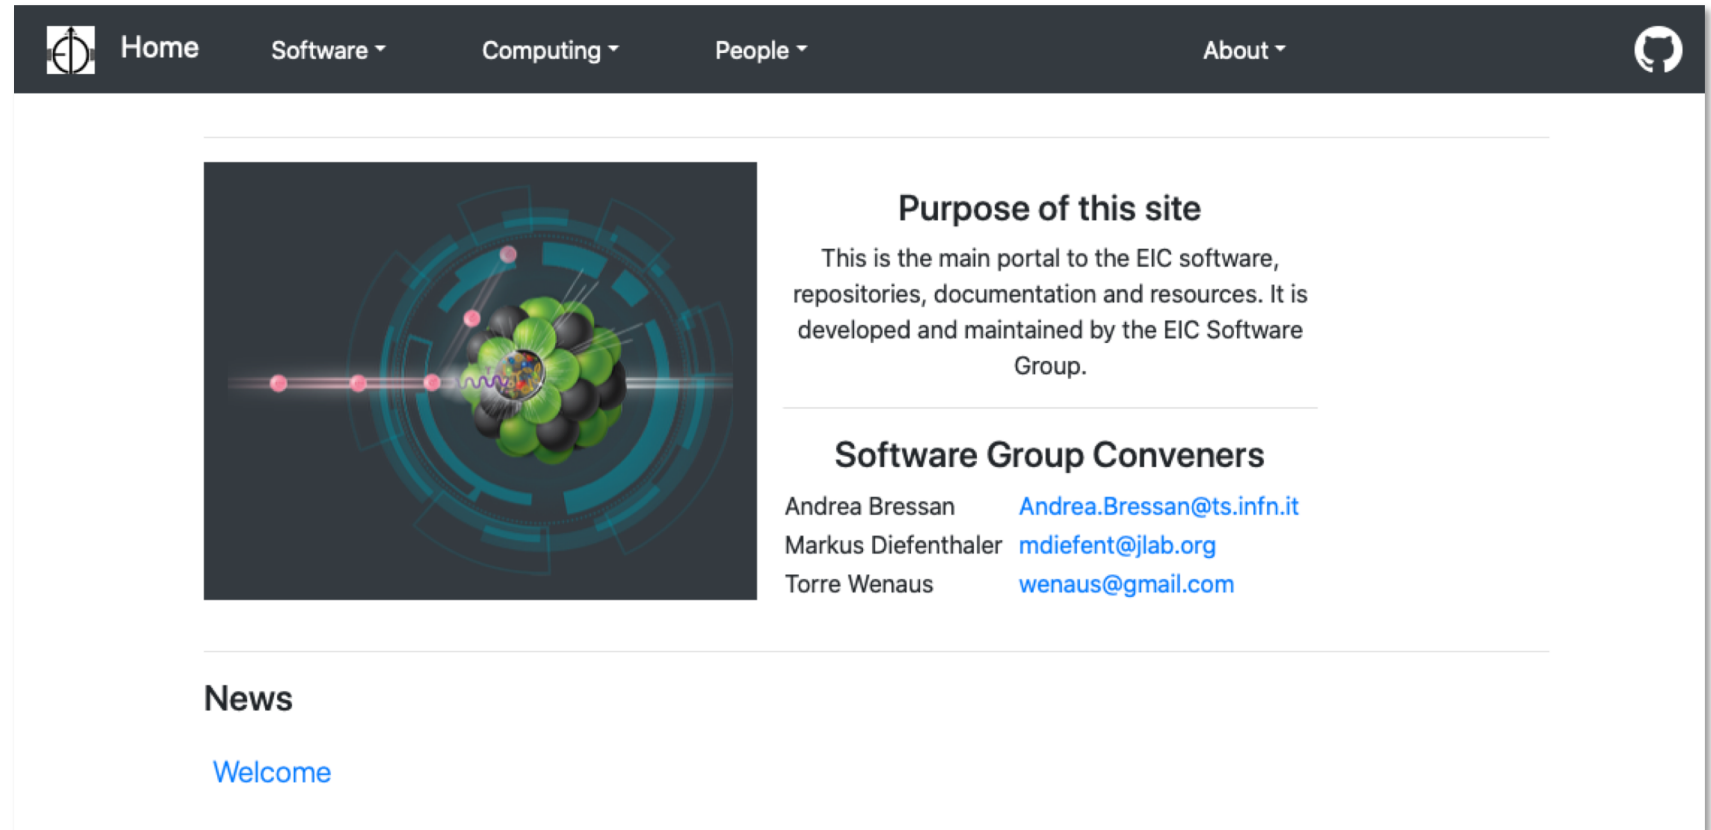 Home Software Computing People About
Purpose of this site
This is the main portal to the EIC software,
repositories, documentation and resources. It is
developed and maintained by the EIC Software
Group.
Software Group Conveners
Andrea Bressan Andrea.Bressan@ts.infn.it
Markus Diefenthaler mdiefent@jlab.org
Torre Wenaus wenaus@gmail.com
News
Welcome